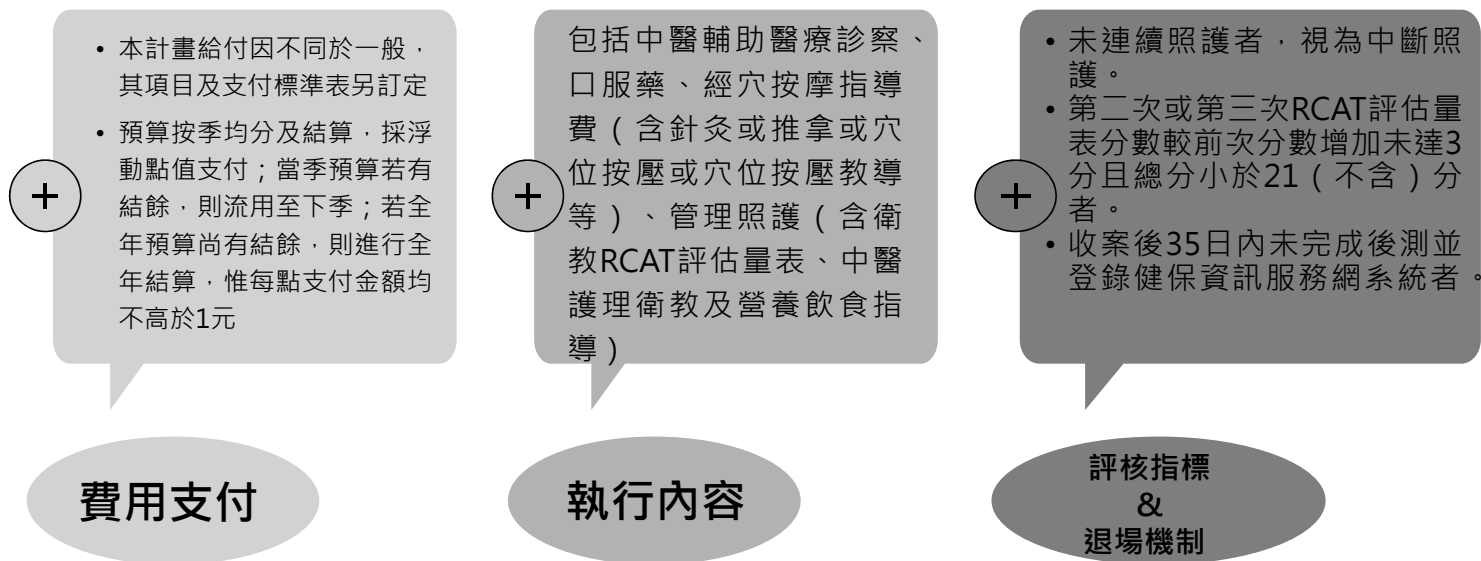 • 本計畫給付因不同於一般，
其項目及支付標準表另訂定
• 預算按季均分及結算，採浮
動點值支付；當季預算若有
結餘，則流用至下季；若全
年預算尚有結餘，則進行全
年結算，惟每點支付金額均
不高於1元
+
費用支付
包括中醫輔助醫療診察、
口服藥、經穴按摩指導
費（含針灸或推拿或穴
位按壓或穴位按壓教導
等）、管理照護（含衛
教RCAT評估量表、中醫
護理衛教及營養飲食指
導）
+
執行內容
• 未連續照護者，視為中斷照
護。
• 第二次或第三次RCAT評估量
表分數較前次分數增加未達3
分且總分小於21（不含）分
者。
• 收案後35日內未完成後測並
登錄健保資訊服務網系統者。
+
評核指標
&
退場機制